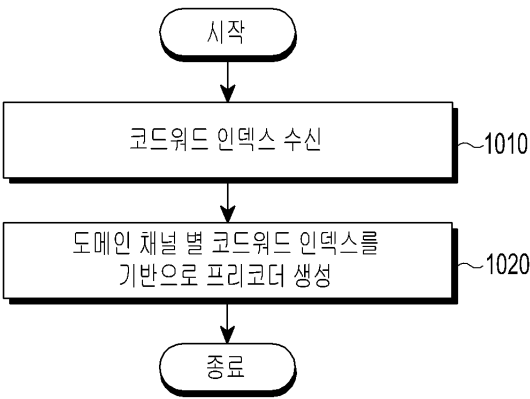 시작
코드워드 인덱스 수신
1010
도메인 채널 별 코드워드 인덱스를
기반으로 프리코더 생성
1020
종료